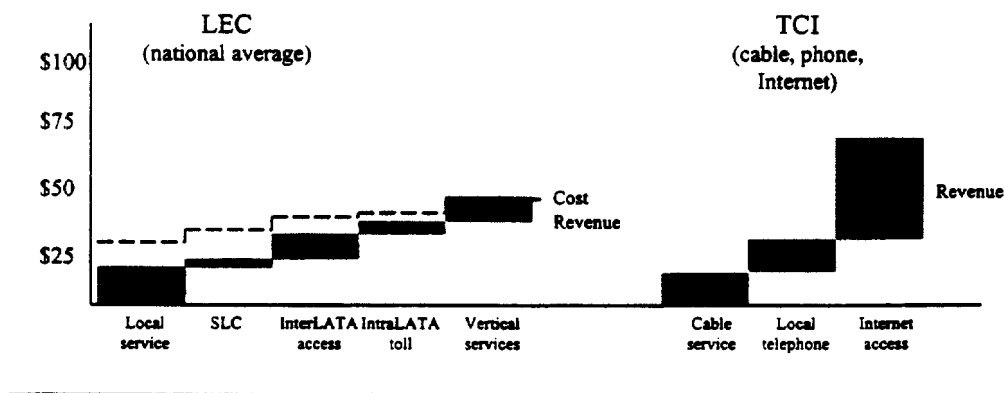 LEC
(national average)
TCI
(cable, phone,
Internet)
$100
$75
$50
$25
Cost
Revenue
Revenue
Local
service
SLC
InterLATA
access
IntraLATA
toll
Vertical
services
Cable
service
Local
telephone
Internet
access